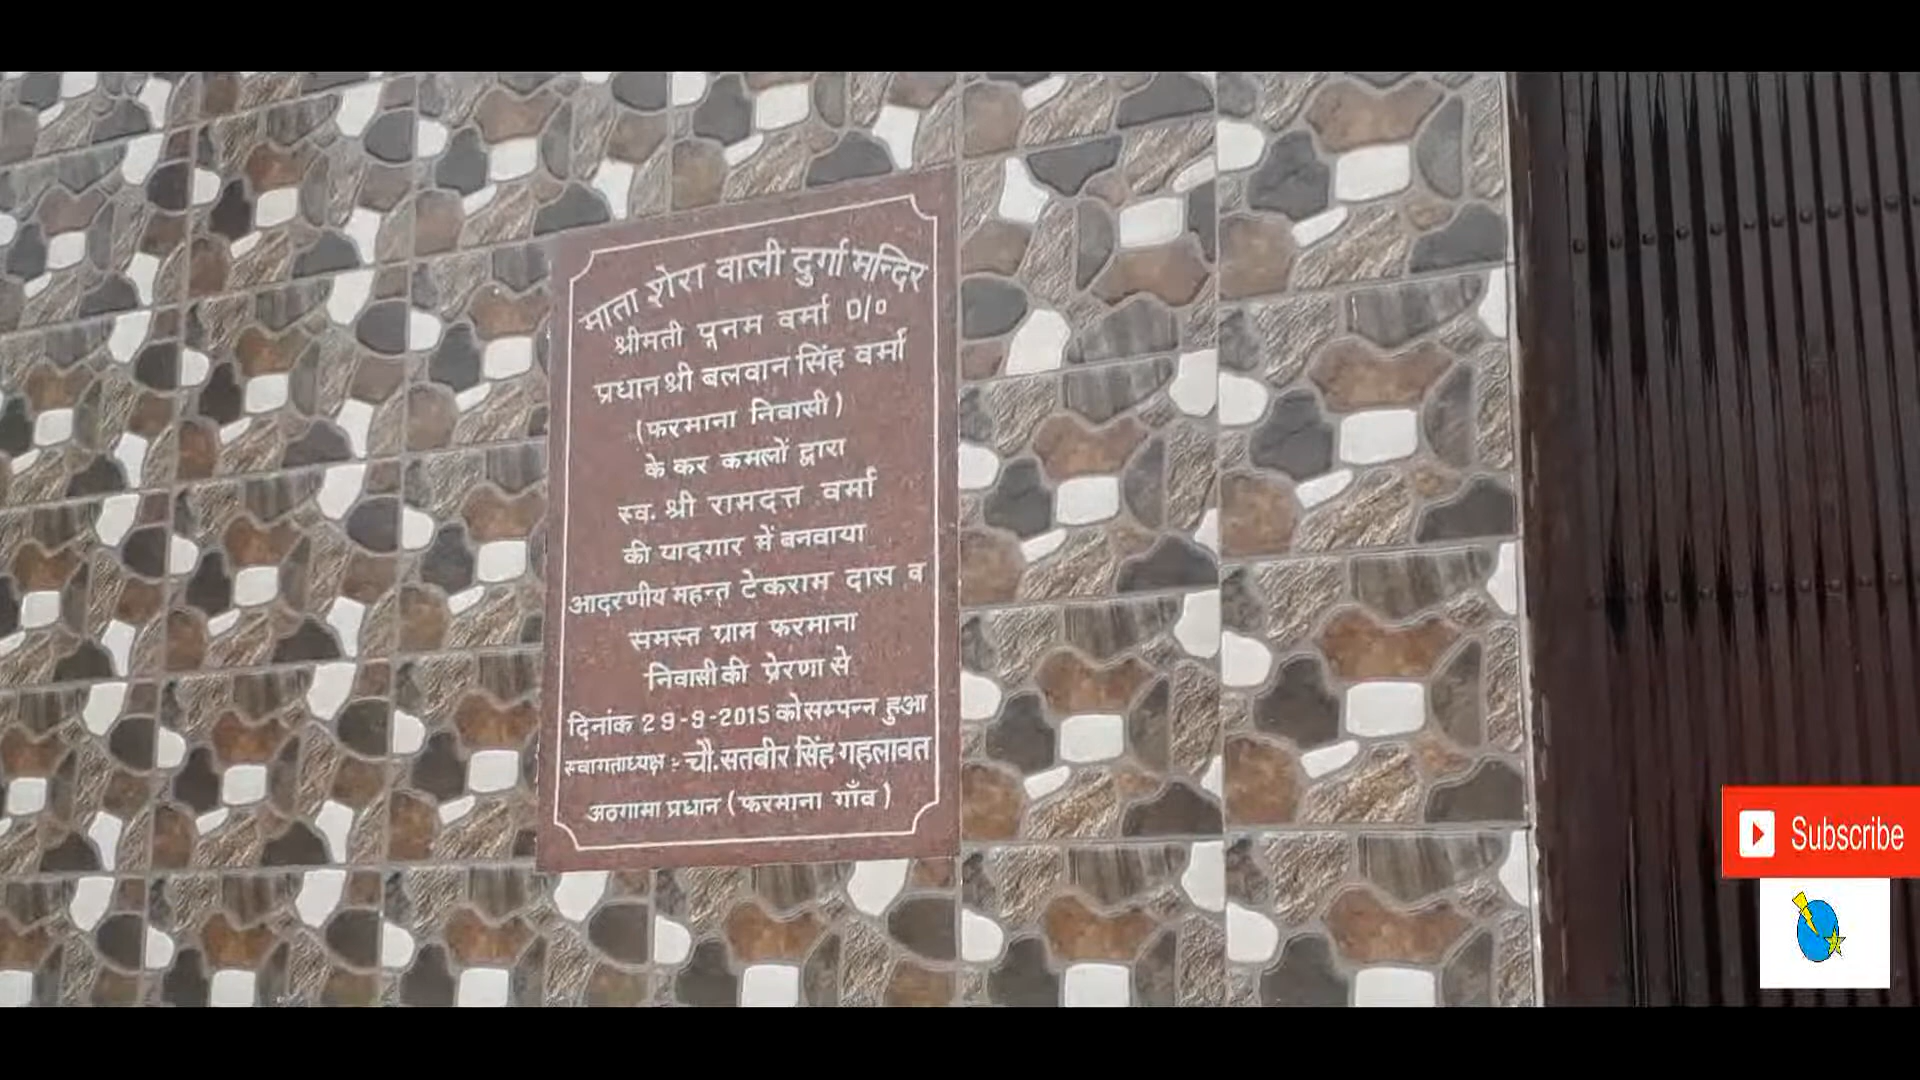 माता शेरा वाली दुर्गा मन्दिर
श्रीमती पूनम वर्मा D/o
प्रधान श्री बलवान सिंह वर्मा
(फरमाना निवासी)
के कर कमलों द्वारा
स्व. श्री रामदत्त वर्मा
की यादगार में बनवाया
आदरणीय महन्त टेकराम दास व
समस्त ग्राम फरमाना
निवासी की प्रेरणा से
दिनांक 29-9-2015 को सम्पन्न हुआ
स्वागताध्यक्ष :- चौ. सतबीर सिंह गहलावत
अठगामा प्रधान (फरमाना गाँव)
Subscribe